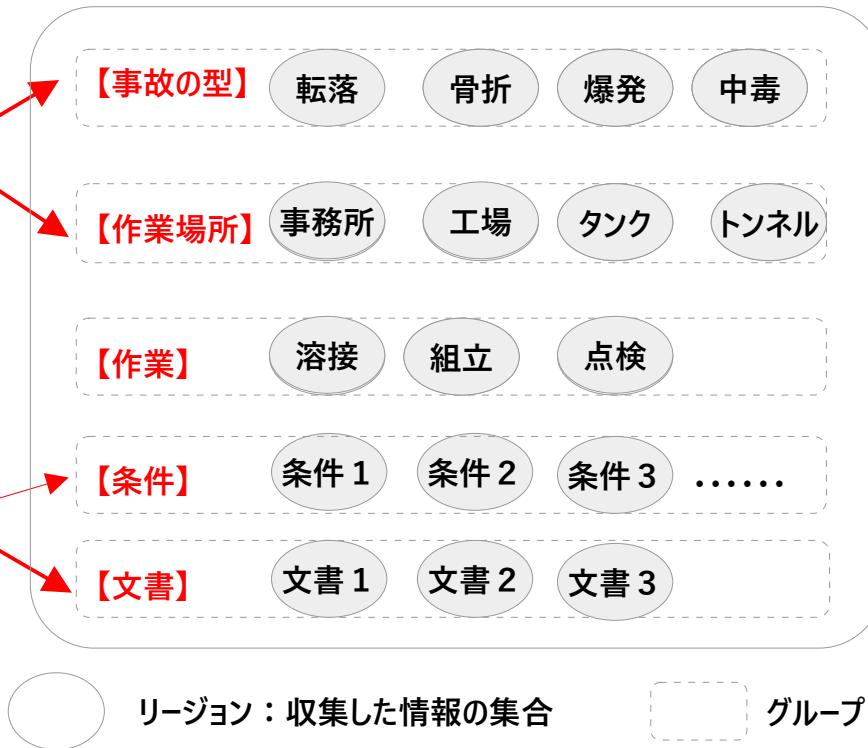 【事故の型】 転落 骨折 爆発 中毒
【作業場所】 事務所 工場 タンク トンネル
【作業】 溶接 組立 点検
【条件】 条件1 条件2 条件3 ......
【文書】 文書1 文書2 文書3
リージョン：収集した情報の集合 グループ